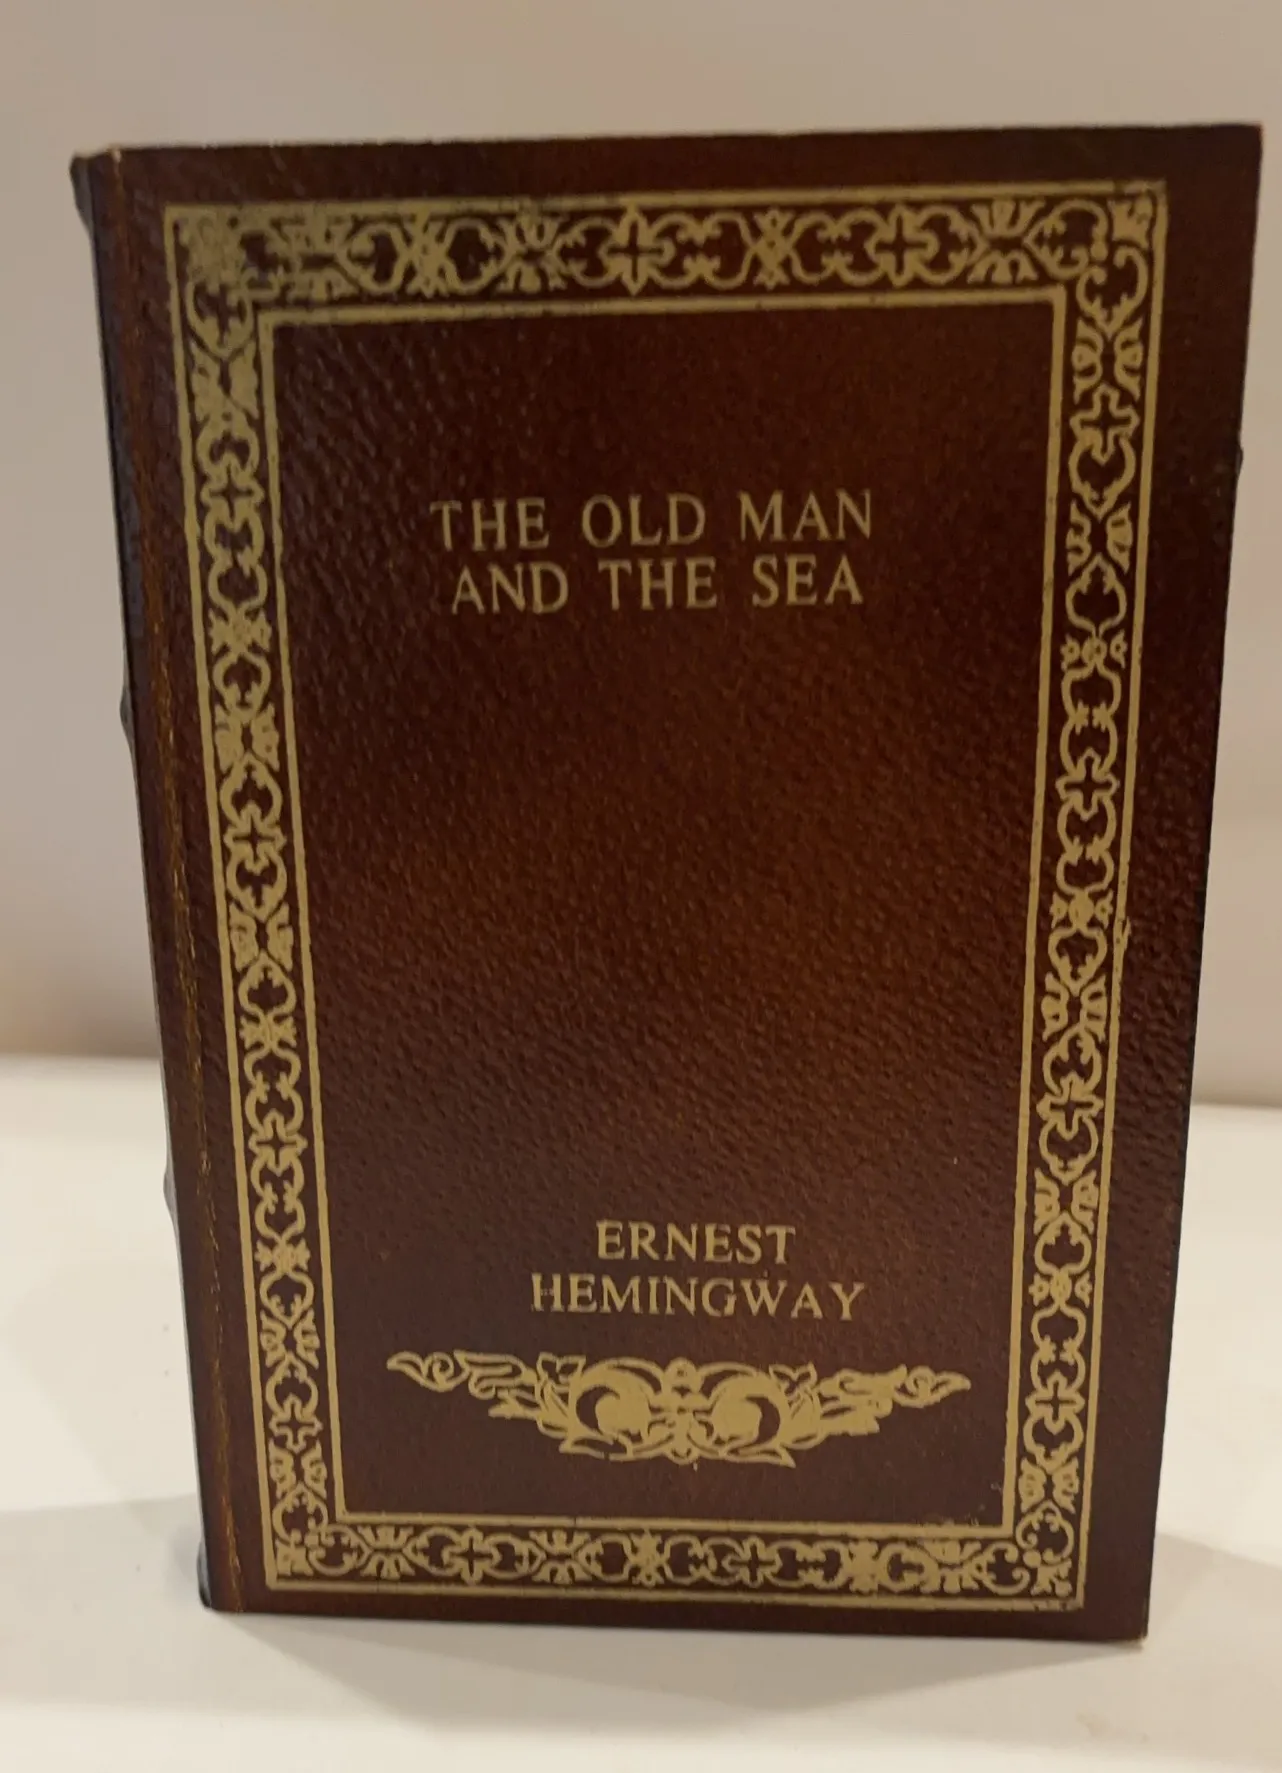 THE OLD MAN
AND THE SEA
ERNEST
HEMINGWAY